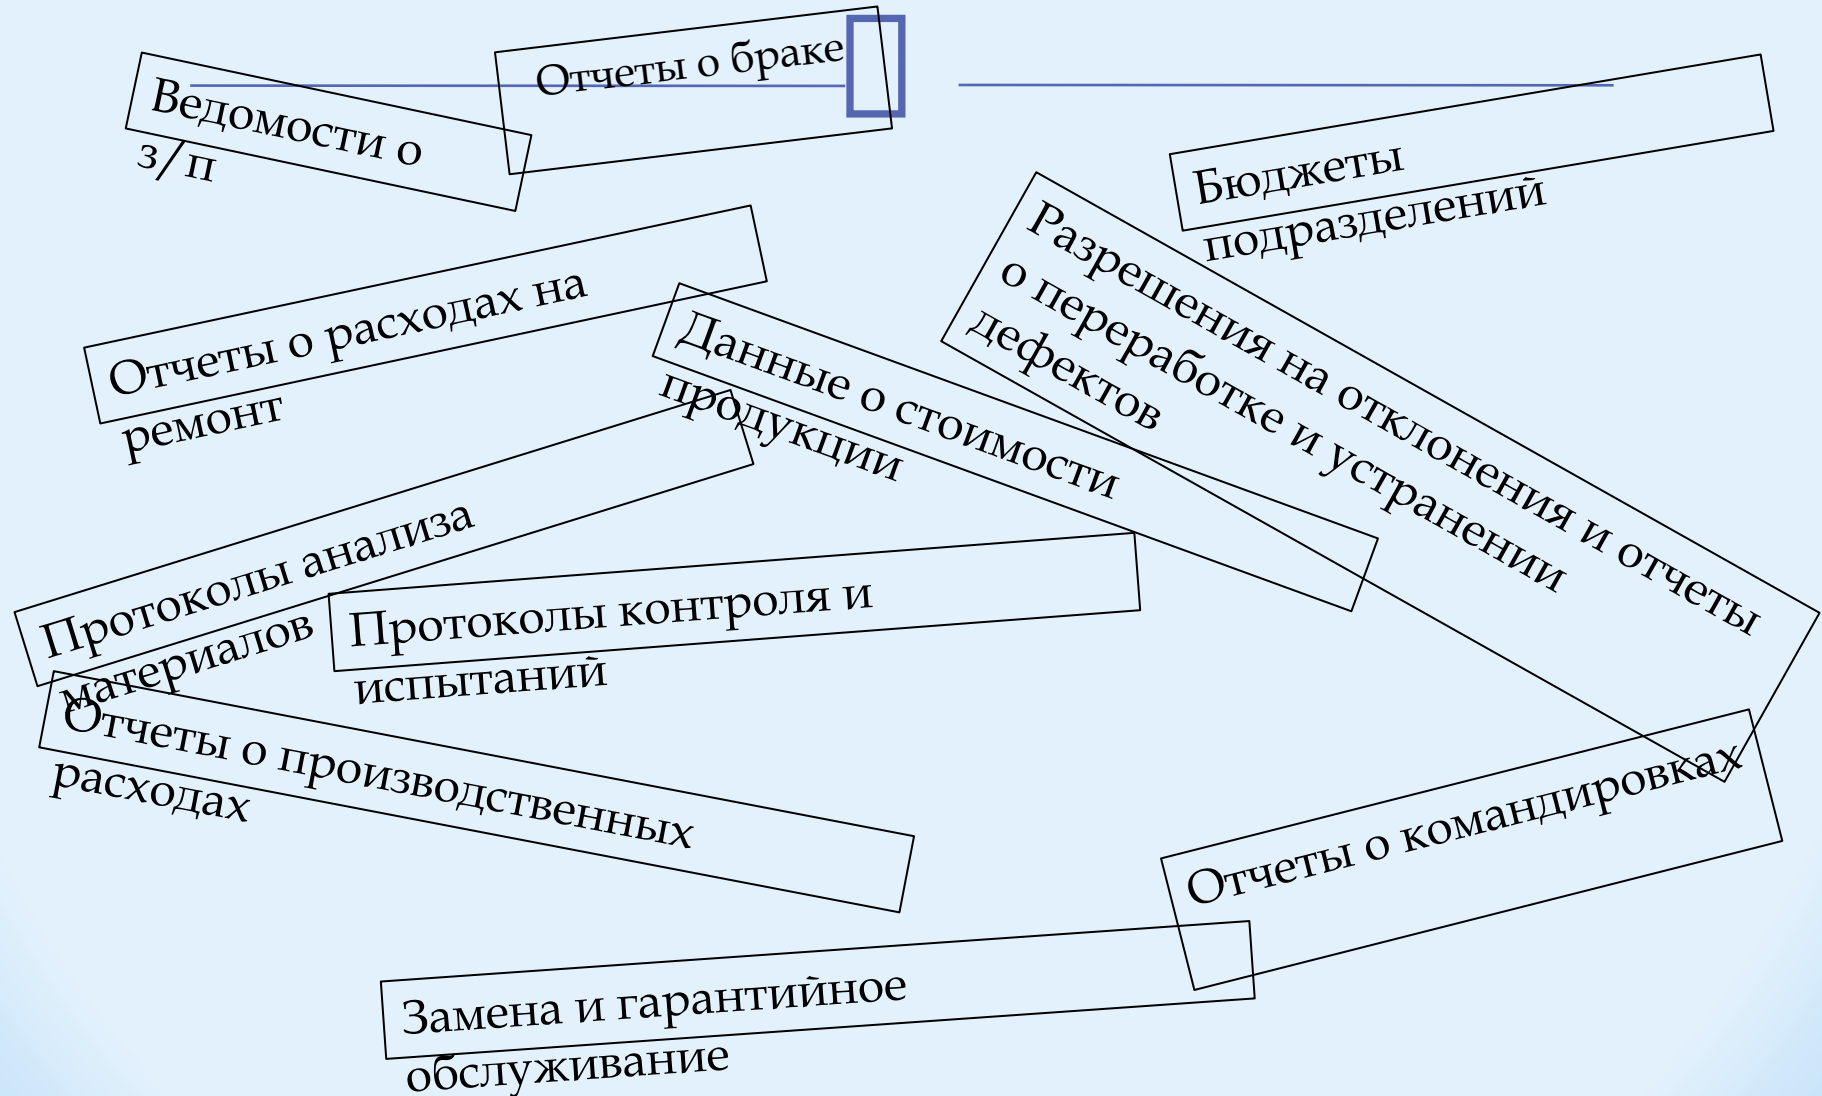 Отчеты о браке
Ведомости о
з/п
Бюджеты
подразделений
Разрешения на отклонения и отчеты
о переработке и устранении
дефектов
Отчеты о расходах на
ремонт
Данные о стоимости
продукции
Протоколы анализа
материалов
Протоколы контроля и
испытаний
Отчеты о производственных
расходах
Отчеты о командировках
Замена и гарантийное
обслуживание